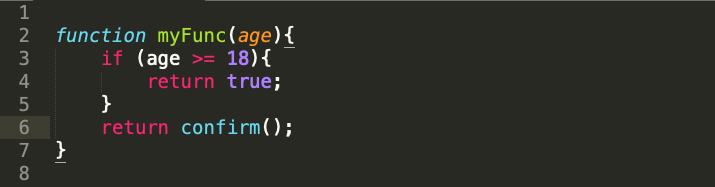 1
2 function myFunc(age){
3     if (age >= 18){
4         return true;
5     }
6     return confirm();
7 }
8